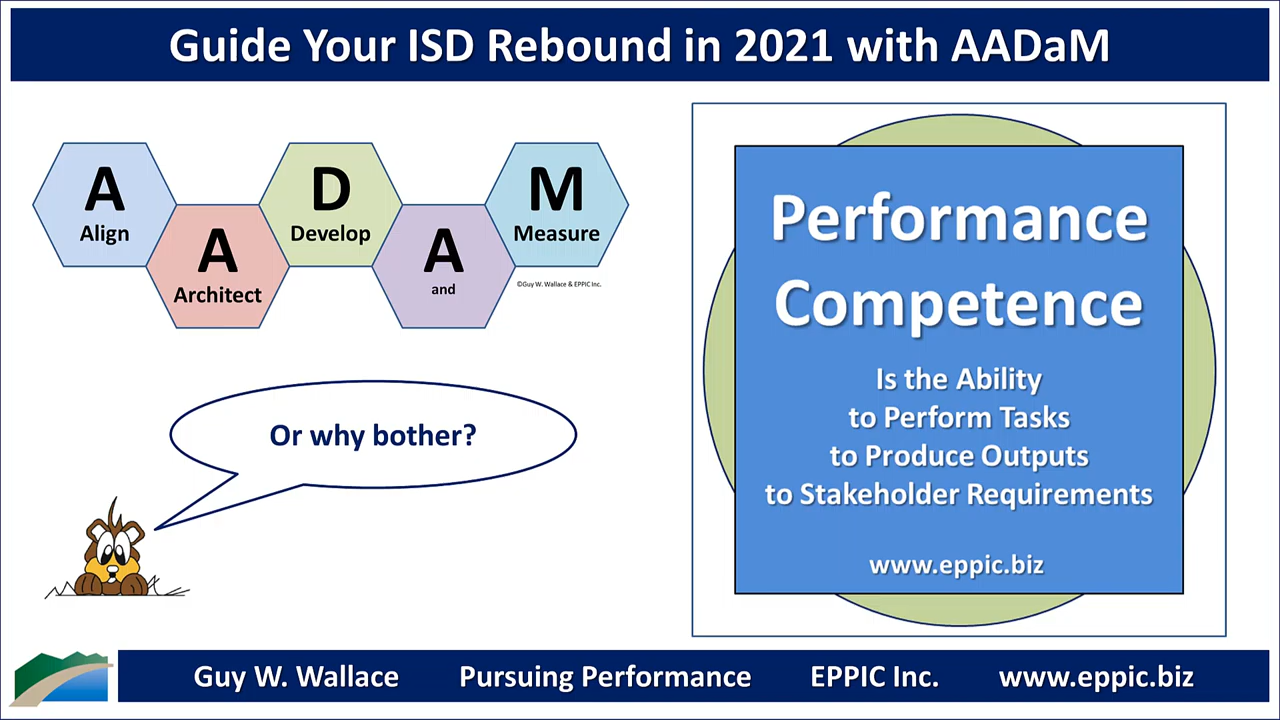 Guide Your ISD Rebound in 2021 with AADaM
A
Align
A
Architect
D
Develop
A
and
M
Measure
©Guy W. Wallace & EPPIC Inc.
Or why bother?
Performance
Competence
Is the Ability
to Perform Tasks
to Produce Outputs
to Stakeholder Requirements
www.eppic.biz
Guy W. Wallace Pursuing Performance EPPIC Inc. www.eppic.biz